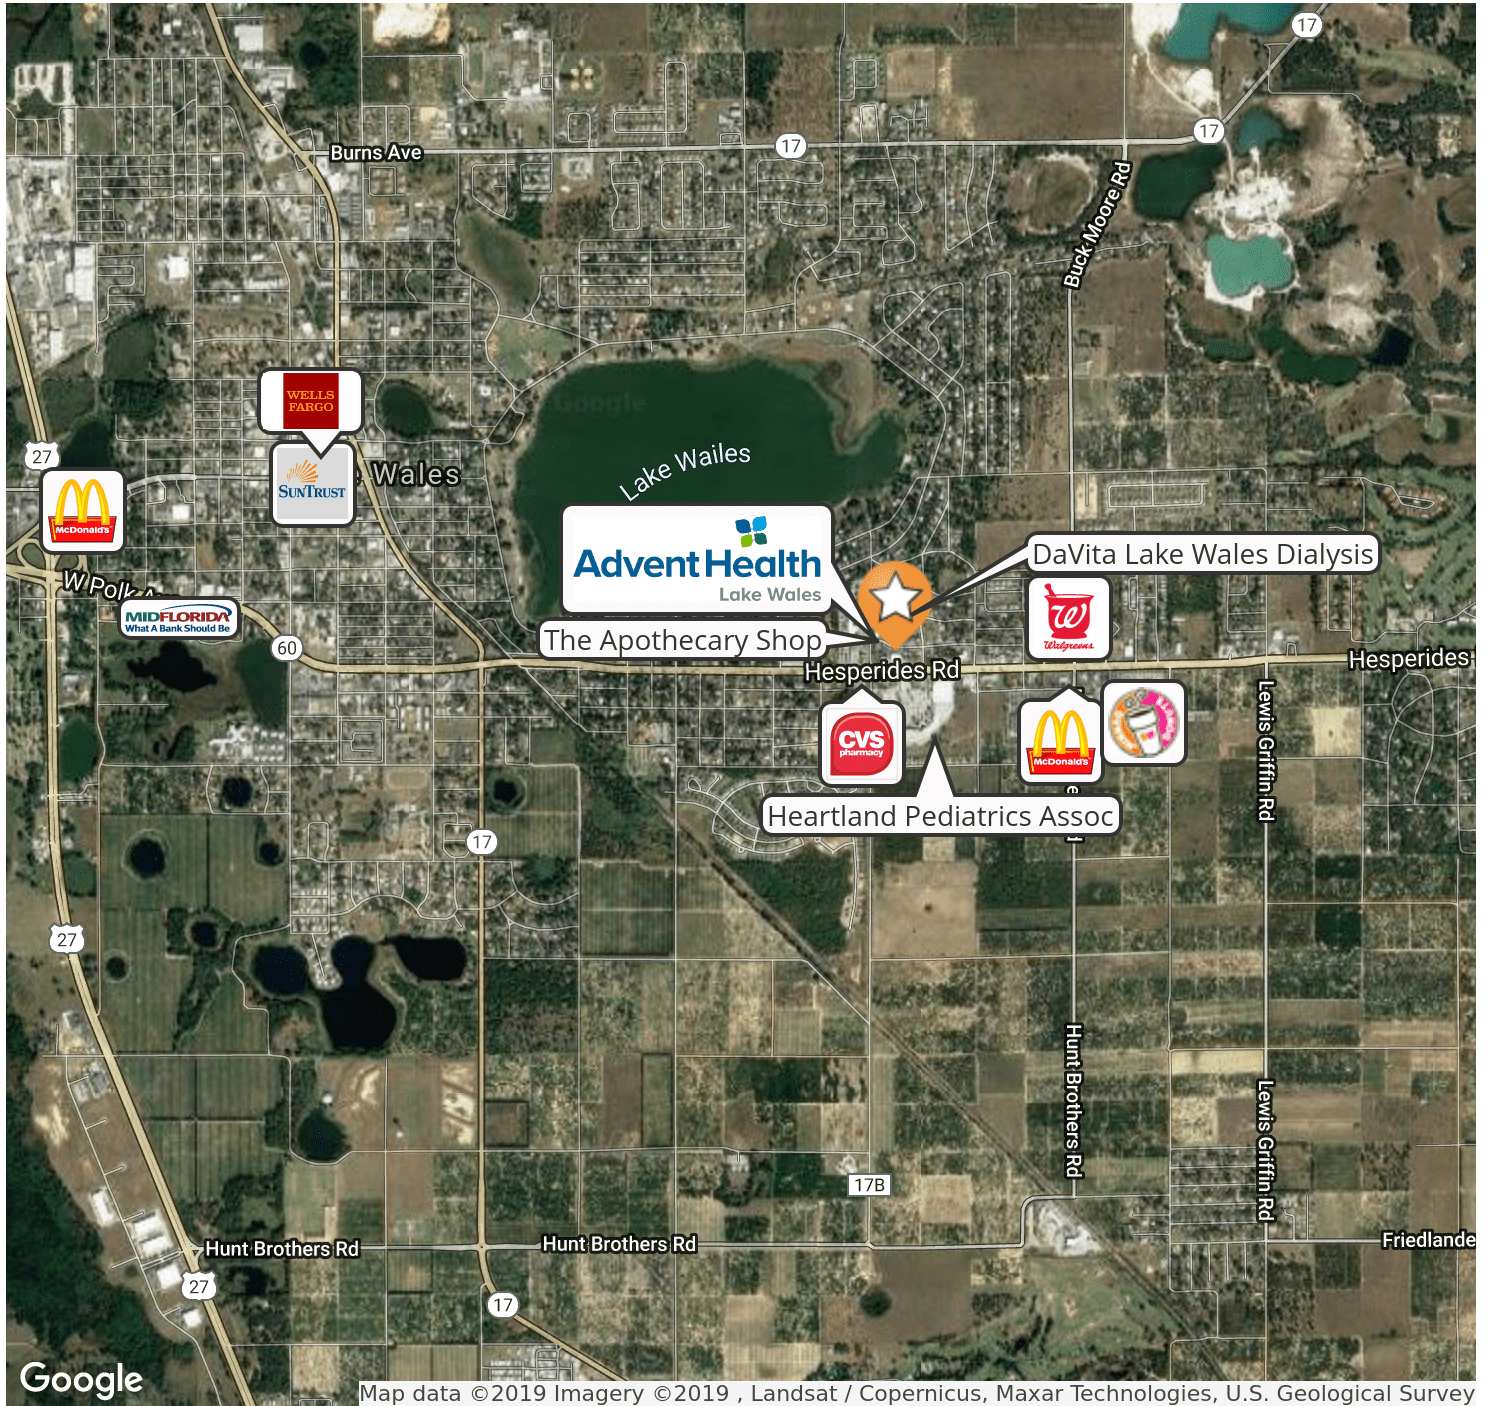 17
17
17
Burns Ave
Buck Moore Rd
WELLS
FARGO
27
SUNTRUST
Wales
Google
Lake Wailes
McDonald's
AdventHealth
Lake Wales
DaVita Lake Wales Dialysis
W Polk
MIDFLORIDA
What A Bank Should Be
60
The Apothecary Shop
W
Walgreens
Hesperides Rd
Hesperides
CVS
pharmacy
McDonald's
Lewis Griffin Rd
Heartland Pediatrics Assoc
17
27
Hunt Brothers Rd
Lewis Griffin Rd
17B
Hunt Brothers Rd
Hunt Brothers Rd
Friedlande
27
17
Google
Map data ©2019 Imagery ©2019 , Landsat / Copernicus, Maxar Technologies, U.S. Geological Survey